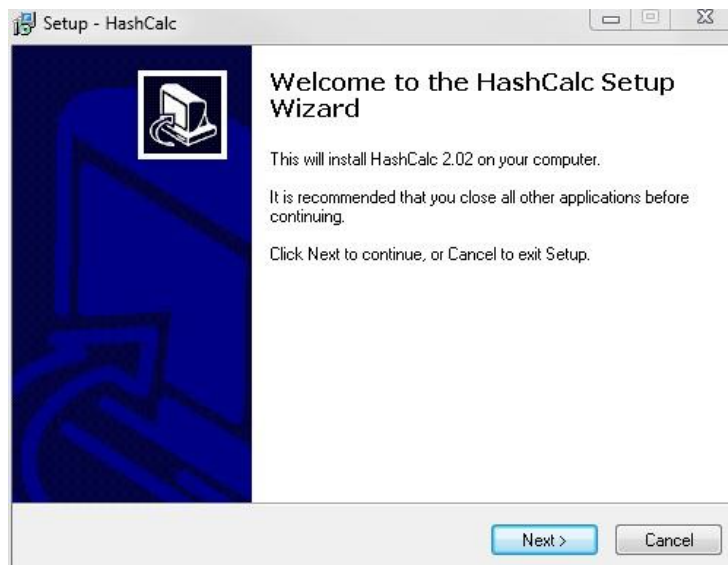 Setup - HashCalc
Welcome to the HashCalc Setup
Wizard
This will install HashCalc 2.02 on your computer.
It is recommended that you close all other applications before
continuing.
Click Next to continue, or Cancel to exit Setup.
Next >
Cancel